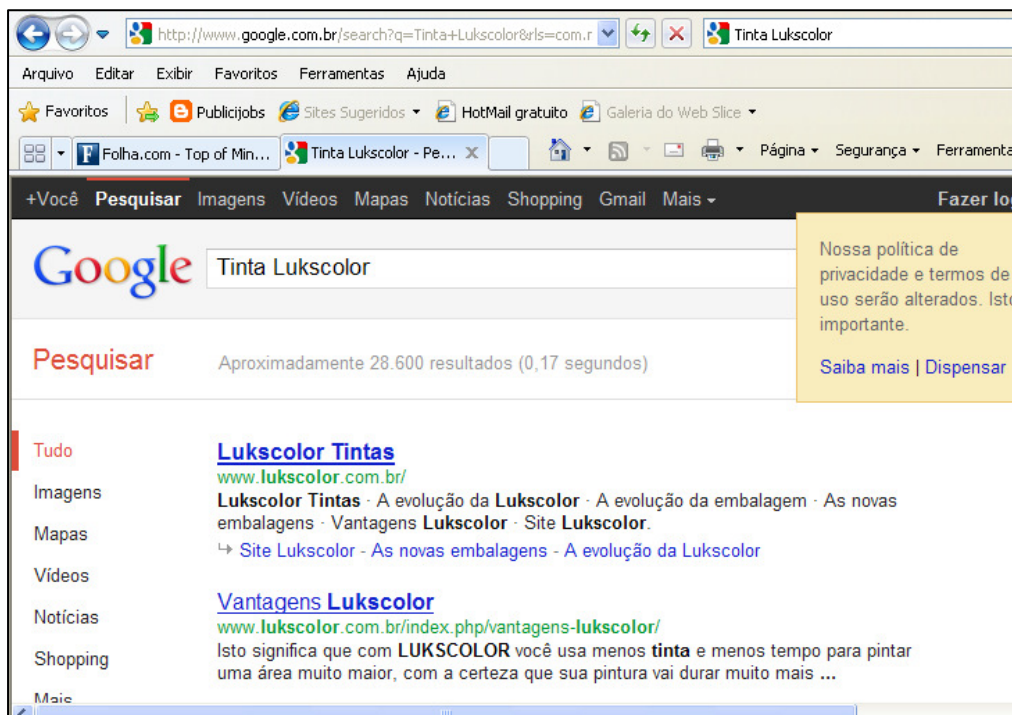 http://www.google.com.br/search?q=Tinta+Lukscolor&rls=com.r
Tinta Lukscolor
Arquivo Editar Exibir Favoritos Ferramentas Ajuda
Favoritos Publicijobs Sites Sugeridos HotMail gratuito Galeria do Web Slice
Folha.com - Top of Min... Tinta Lukscolor - Pe... Página Segurança Ferramenta
+Você Pesquisar Imagens Vídeos Mapas Notícias Shopping Gmail Mais Fazer lo
Google Tinta Lukscolor
Nossa política de
privacidade e termos de
uso serão alterados. Ist
importante.
Saiba mais | Dispensar
Pesquisar Aproximadamente 28.600 resultados (0,17 segundos)
Tudo
Imagens
Mapas
Vídeos
Notícias
Shopping
Mais
Lukscolor Tintas
www.lukscolor.com.br/
Lukscolor Tintas · A evolução da Lukscolor · A evolução da embalagem · As novas
embalagens · Vantagens Lukscolor · Site Lukscolor.
Site Lukscolor - As novas embalagens - A evolução da Lukscolor
Vantagens Lukscolor
www.lukscolor.com.br/index.php/vantagens-lukscolor/
Isto significa que com LUKSCOLOR você usa menos tinta e menos tempo para pintar
uma área muito maior, com a certeza que sua pintura vai durar muito mais ...